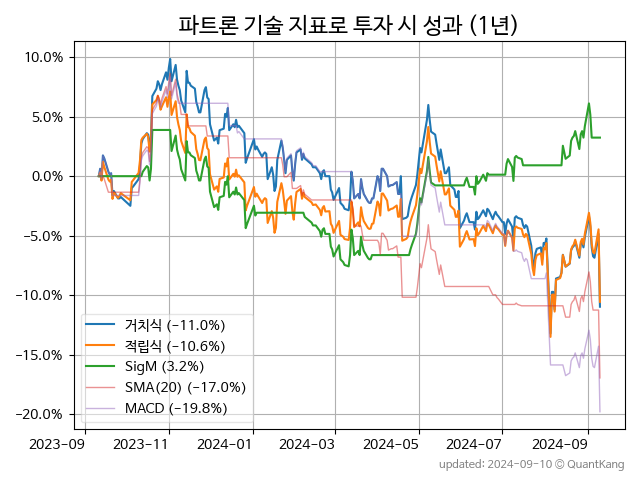 파트론 기술 지표로 투자 시 성과 (1년)
10.0%
5.0%
0.0%
−5.0%
−10.0%
−15.0%
−20.0%
거치식 (−11.0%)
적립식 (−10.6%)
SigM (3.2%)
SMA(20) (−17.0%)
MACD (−19.8%)
2023-09
2023-11
2024-01
2024-03
2024-05
2024-07
2024-09
updated: 2024-09-10 © QuantKang